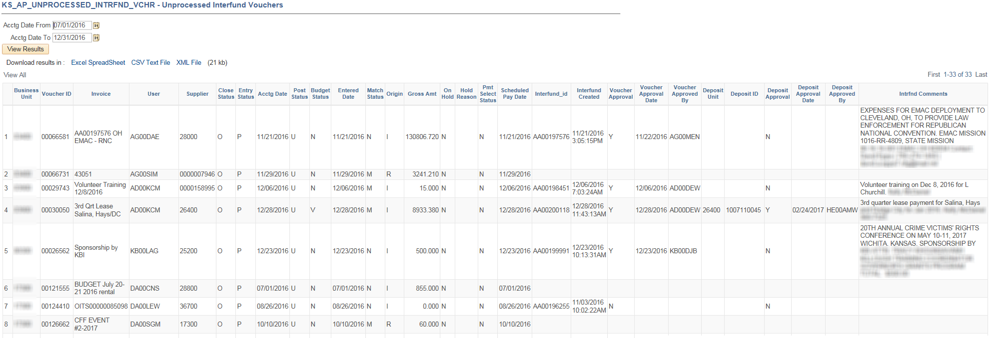 KS_AP_UNPROCESSED_INTRFND_VCHR - Unprocessed Interfund Vouchers
Acctg Date From 07/01/2016
Acctg Date To 12/31/2016
View Results
Download results in : Excel SpreadSheet CSV Text File XML File (21 kb)
View All
First 1-33 of 33 Last
Business Unit Voucher ID Invoice User Supplier Close Status Entry Status Acctg Date Post Status Budget Status Entered Date Match Status Origin Gross Amt On Hold Hold Reason Pmt Select Status Scheduled Pay Date Interfund_id Interfund Created Voucher Approval Voucher Approval Date Voucher Approved By Deposit Unit Deposit ID Deposit Approval Deposit Approval Date Deposit Approved By Intrfnd Comments
1 00066581 AA00197576 OH EMAC - RNC AG00DAE 28000 O P 11/21/2016 U N 11/21/2016 N I 130806.720 N N 11/21/2016 AA00197576 11/21/2016 3:05:15PM Y 11/22/2016 AG00MEN N
EXPENSES FOR EMAC DEPLOYMENT TO
CLEVELAND, OH, TO PROVIDE LAW
ENFORCEMENT FOR REPUBLICAN
NATIONAL CONVENTION. EMAC MISSION
1016-RR-4809, STATE MISSION
2 00066731 43051 AG00SIM 0000007946 O P 11/29/2016 U N 11/29/2016 M R 3241.210 N N 11/29/2016
3 00029743 Volunteer Training 12/8/2016 AD00KCM 0000158995 O P 12/06/2016 U N 12/06/2016 M I 15.000 N N 12/06/2016 AA00198451 12/06/2016 7:03:24AM Y 12/06/2016 AD00DEW N
Volunteer training on Dec 8, 2016 for L
Churchill.
4 00030050 3rd Qrt Lease Salina, Hays/DC AD00KCM 26400 O P 12/28/2016 U V 12/28/2016 M I 8933.380 N N 12/28/2016 AA00200118 12/28/2016 11:43:13AM Y 12/28/2016 AD00DEW 26400 1007110045 Y 02/24/2017 HE00AMW
3rd quarter lease payment for Salina, Hays
5 00026562 Sponsorship by KBI KB00LAG 25200 O P 12/23/2016 U N 12/23/2016 N I 500.000 N N 12/23/2016 AA00199991 12/23/2016 10:13:31AM Y 12/23/2016 KB00DJB N
20TH ANNUAL CRIME VICTIMS' RIGHTS
CONFERENCE ON MAY 10-11, 2017
WICHITA, KANSAS. SPONSORSHIP BY
6 00121555 BUDGET July 20-21 2016 rental DA00CNS 28800 O P 07/01/2016 U N 07/01/2016 N I 855.000 N N 07/01/2016
7 00124410 OITS00000085098 DA00LEW 36700 O P 08/26/2016 U N 08/26/2016 N I 0.000 N N 08/26/2016 AA00196255 11/03/2016 10:02:22AM N N
8 00126662 CFF EVENT #2-2017 DA00SGM 17300 O P 10/10/2016 U N 10/10/2016 M R 60.000 N N 10/10/2016